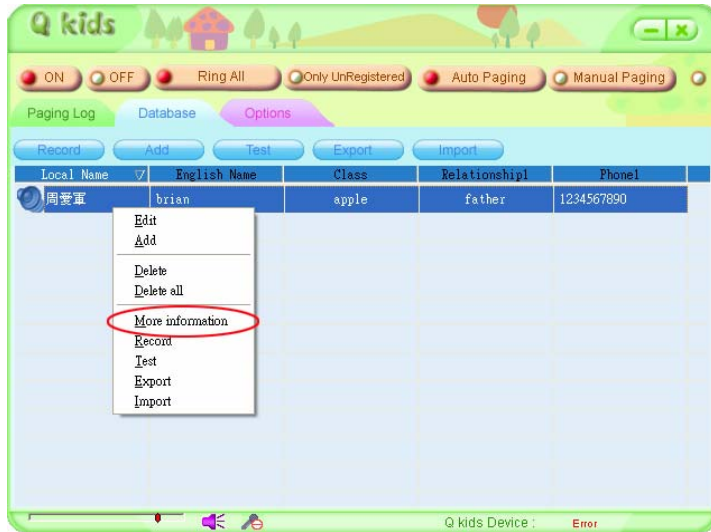 Q kids
ON OFF Ring All Only UnRegistered Auto Paging Manual Paging
Paging Log Database Options
Record Add Test Export Import
Local Name English Name Class Relationship1 Phone1
周愛軍 brian apple father 1234567890
Edit
Add
Delete
Delete all
More information
Record
Test
Export
Import
Q kids Device : Error